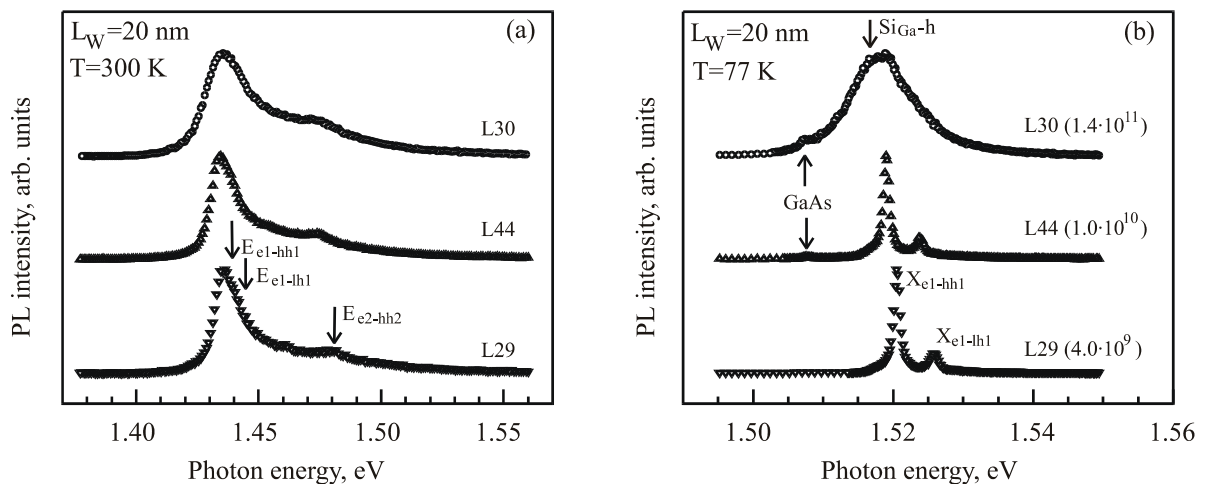 L_W=20 nm
T=300 K
(a)
L30
L44
E_e1-hh1
E_e1-lh1
E_e2-hh2
L29
PL intensity, arb. units
1.40 1.45 1.50 1.55
Photon energy, eV
L_W=20 nm
T=77 K
Si_Ga-h
(b)
L30 (1.4·10^11)
GaAs
L44 (1.0·10^10)
X_e1-hh1
X_e1-lh1
L29 (4.0·10^9)
PL intensity, arb. units
1.50 1.52 1.54 1.56
Photon energy, eV